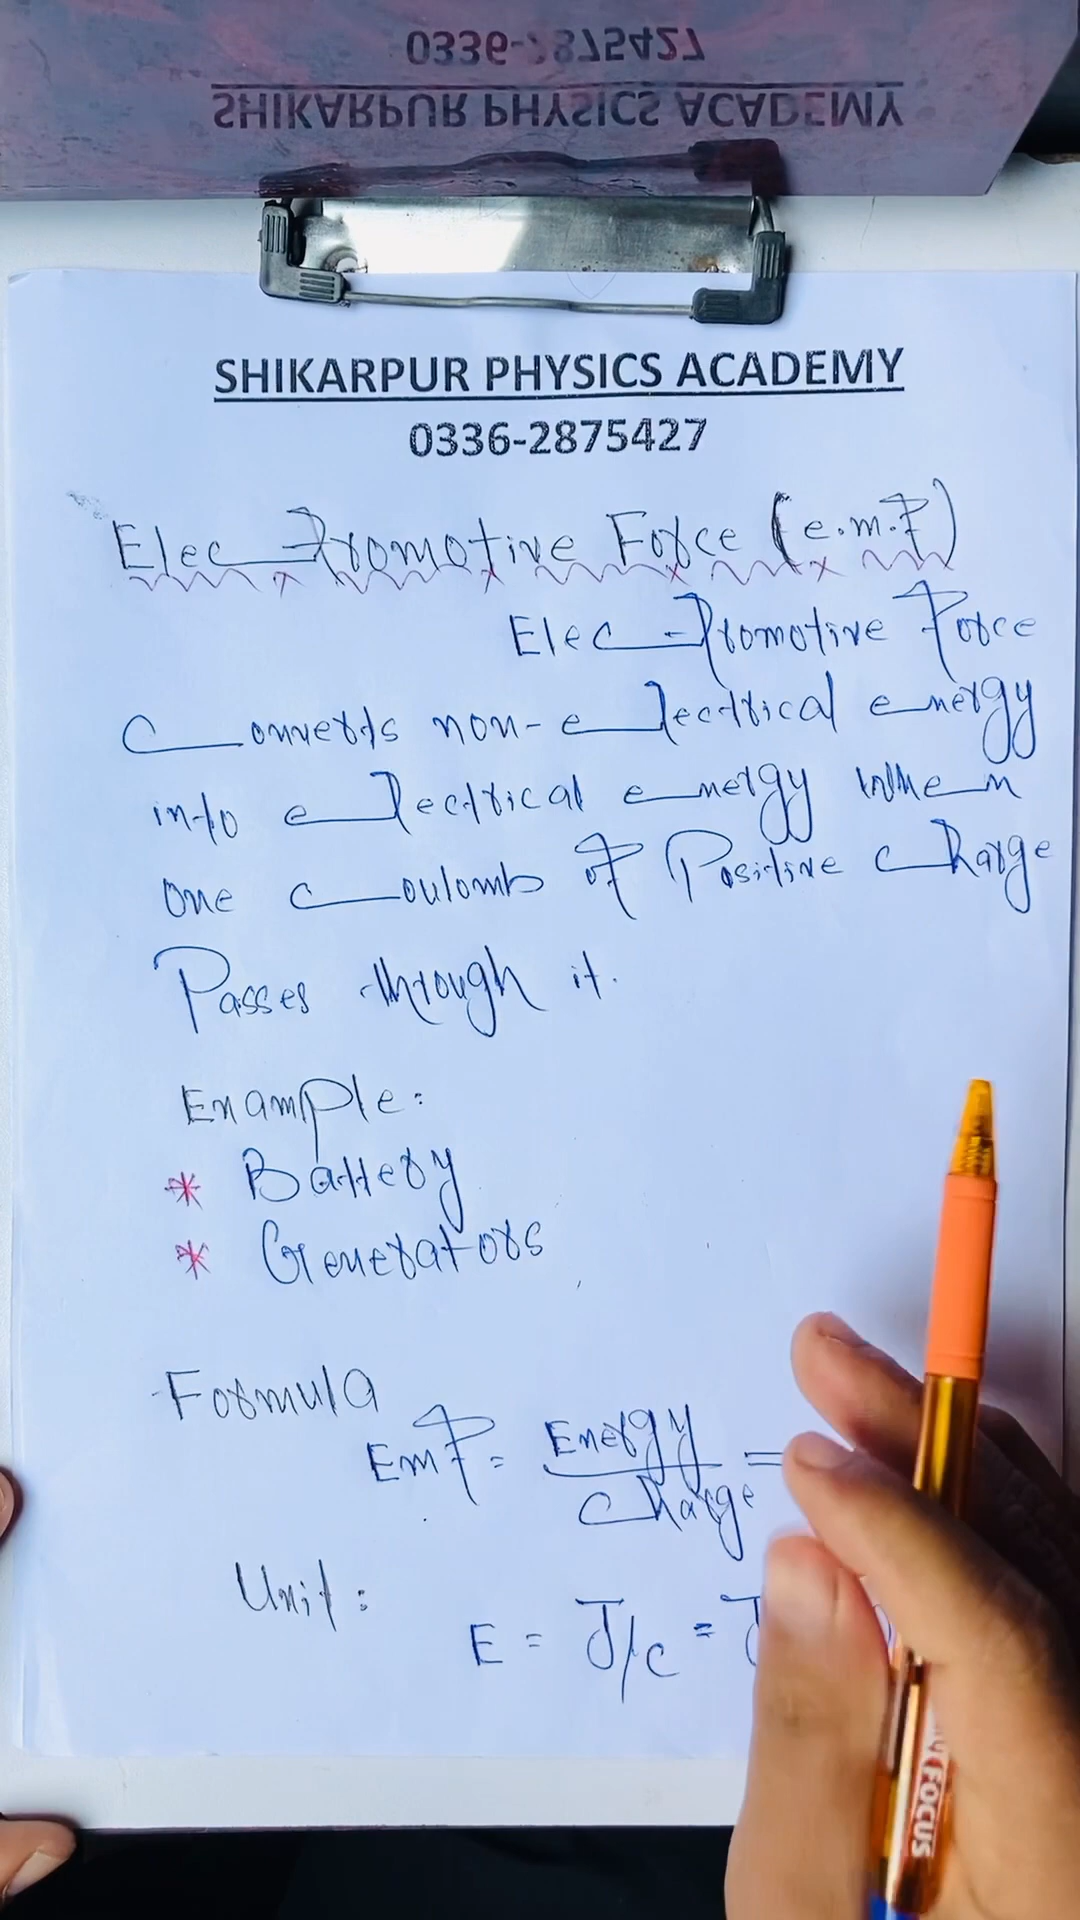 0336-2875427
SHIKARPUR PHYSICS ACADEMY
SHIKARPUR PHYSICS ACADEMY
0336-2875427
Electromotive Force (e.m.f)
Electromotive Force
Converts non-electrical energy
into electrical energy when
one coulomb of Positive charge
Passes through it.
Example:
* Battery
* Generators
Formula
Emf = Energy / Charge =
Unit:
E = J/C = J
FOCUS